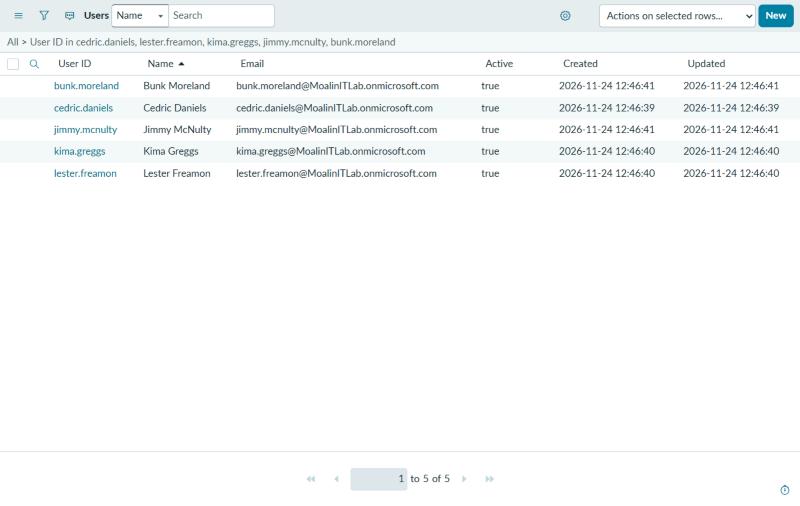 Users Name Search Actions on selected rows... New
All > User ID in cedric.daniels, lester.freamon, kima.greggs, jimmy.mcnulty, bunk.moreland
User ID Name Email Active Created Updated
bunk.moreland Bunk Moreland bunk.moreland@MoalinITLab.onmicrosoft.com true 2026-11-24 12:46:41 2026-11-24 12:46:41
cedric.daniels Cedric Daniels cedric.daniels@MoalinITLab.onmicrosoft.com true 2026-11-24 12:46:39 2026-11-24 12:46:39
jimmy.mcnulty Jimmy McNulty jimmy.mcnulty@MoalinITLab.onmicrosoft.com true 2026-11-24 12:46:41 2026-11-24 12:46:41
kima.greggs Kima Greggs kima.greggs@MoalinITLab.onmicrosoft.com true 2026-11-24 12:46:40 2026-11-24 12:46:40
lester.freamon Lester Freamon lester.freamon@MoalinITLab.onmicrosoft.com true 2026-11-24 12:46:40 2026-11-24 12:46:40
1 to 5 of 5